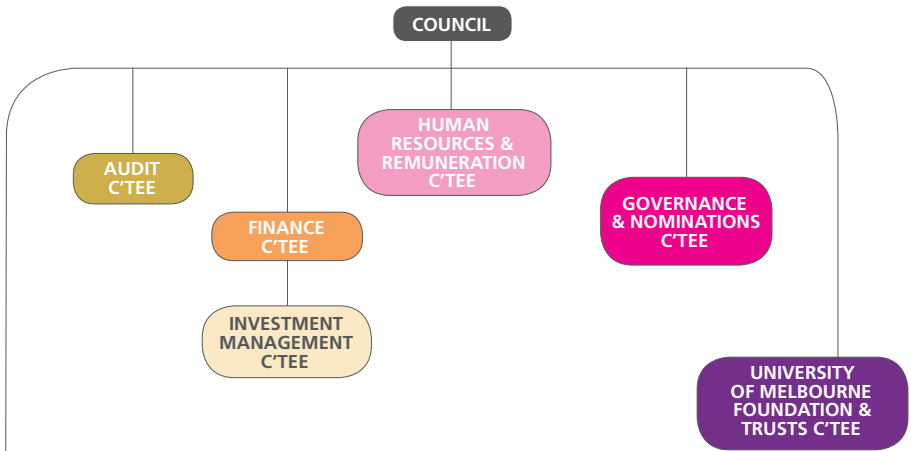 COUNCIL
HUMAN
RESOURCES &
REMUNERATION
C'TEE
AUDIT
C'TEE
GOVERNANCE
& NOMINATIONS
C'TEE
FINANCE
C'TEE
INVESTMENT
MANAGEMENT
C'TEE
UNIVERSITY
OF MELBOURNE
FOUNDATION &
TRUSTS C'TEE